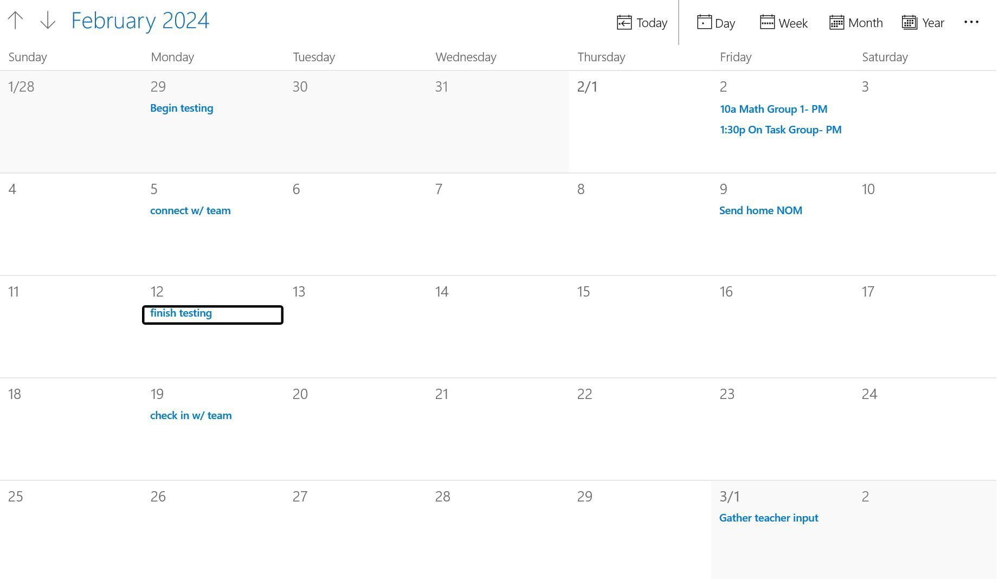 February 2024
Today
Day
Week
Month
Year
Sunday
Monday
Tuesday
Wednesday
Thursday
Friday
Saturday
1/28
29
30
31
2/1
2
3
Begin testing
10a Math Group 1- PM
1:30p On Task Group- PM
4
5
6
7
8
9
10
connect w/ team
Send home NOM
11
12
13
14
15
16
17
finish testing
18
19
20
21
22
23
24
check in w/ team
25
26
27
28
29
3/1
2
Gather teacher input